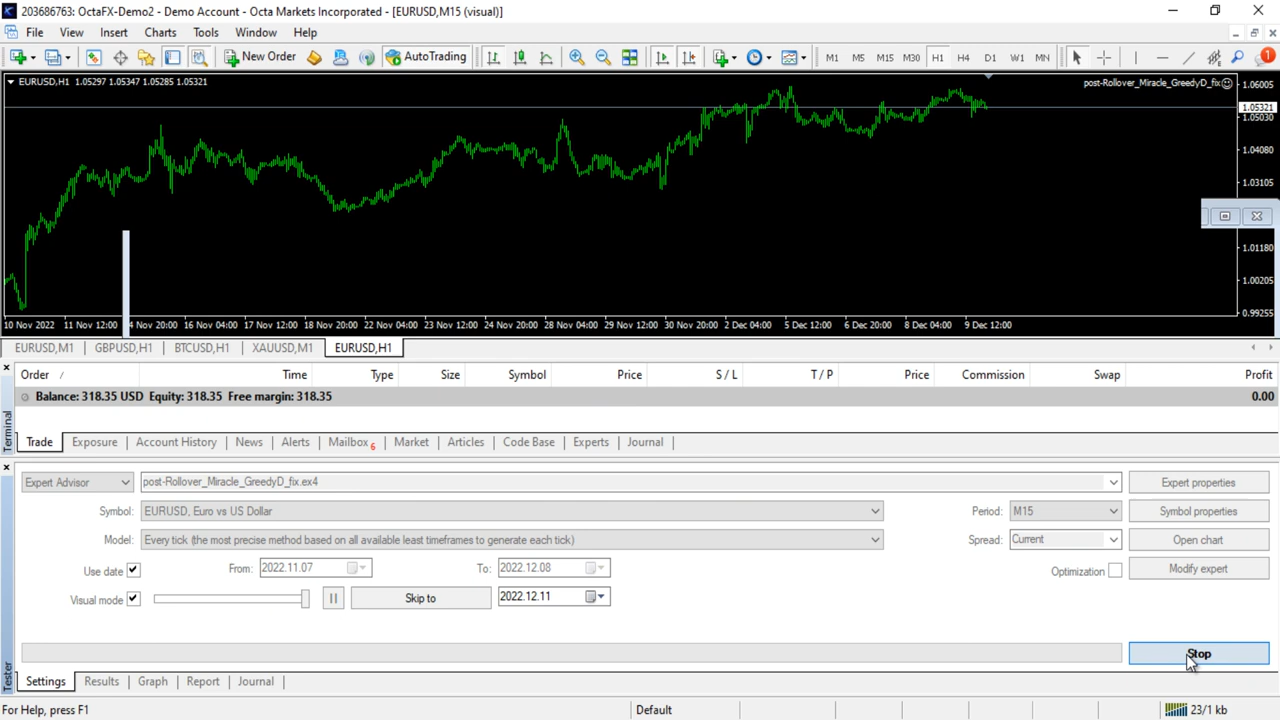 203686763: OctaFX-Demo2 - Demo Account - Octa Markets Incorporated - [EURUSD,M15 (visual)]
File View Insert Charts Tools Window Help
New Order AutoTrading M1 M5 M15 M30 H1 H4 D1 W1 MN 1
EURUSD,H1 1.05297 1.05347 1.05285 1.05321
post-Rollover_Miracle_GreedyD_fix
1.06005
1.05321
1.05030
1.04080
1.03105
1.01180
1.00205
0.99255
10 Nov 2022 11 Nov 12:00 4 Nov 20:00 16 Nov 04:00 17 Nov 12:00 18 Nov 20:00 22 Nov 04:00 23 Nov 12:00 24 Nov 20:00 28 Nov 04:00 29 Nov 12:00 30 Nov 20:00 2 Dec 04:00 5 Dec 12:00 6 Dec 20:00 8 Dec 04:00 9 Dec 12:00
EURUSD,M1 GBPUSD,H1 BTCUSD,H1 XAUUSD,M1 EURUSD,H1
Order / Time Type Size Symbol Price S / L T / P Price Commission Swap Profit
Balance: 318.35 USD Equity: 318.35 Free margin: 318.35 0.00
Terminal
Trade Exposure Account History News Alerts Mailbox 6 Market Articles Code Base Experts Journal
Expert Advisor post-Rollover_Miracle_GreedyD_fix.ex4 Expert properties
Symbol: EURUSD, Euro vs US Dollar Period: M15 Symbol properties
Model: Every tick (the most precise method based on all available least timeframes to generate each tick) Spread: Current Open chart
Use date From: 2022.11.07 To: 2022.12.08 Optimization Modify expert
Visual mode Skip to 2022.12.11
Stop
Tester
Settings Results Graph Report Journal
For Help, press F1 Default 23/1 kb